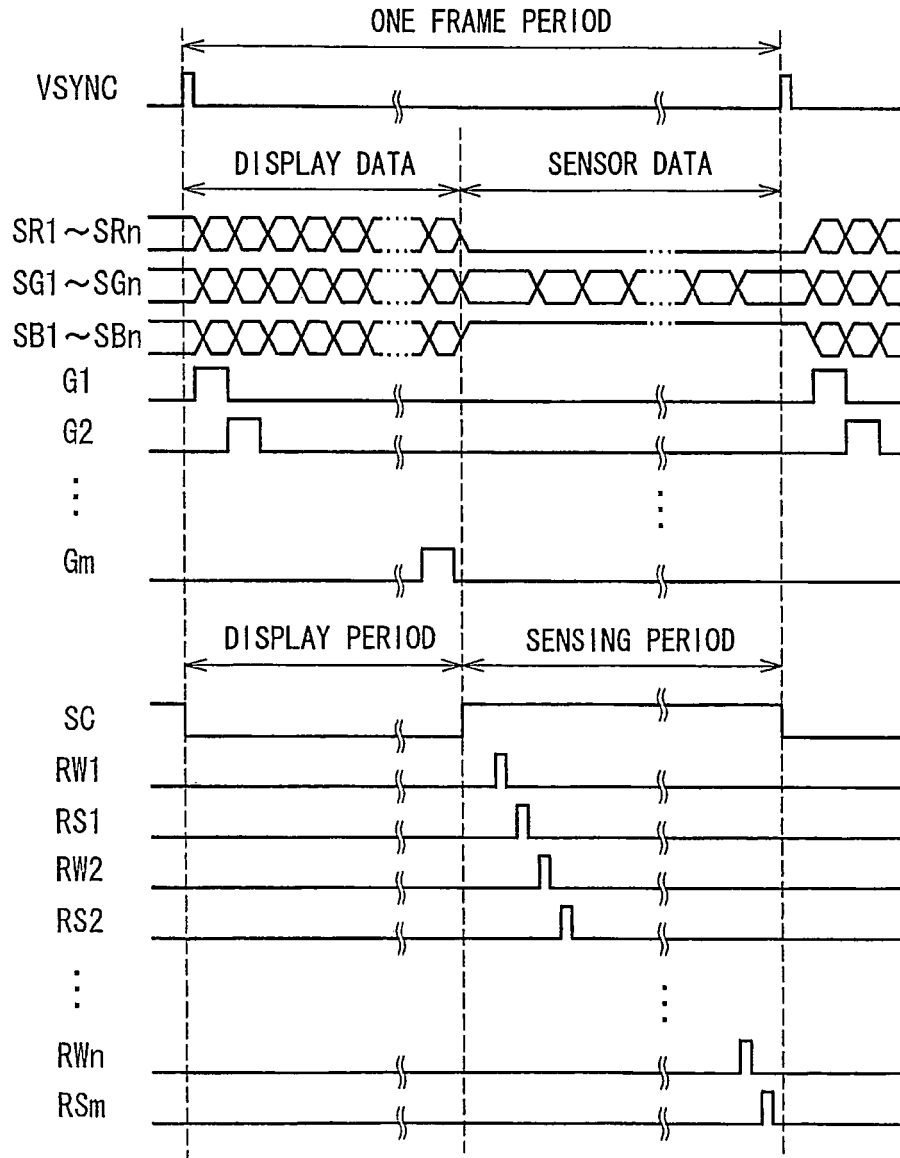 ONE FRAME PERIOD
VSYNC
DISPLAY DATA SENSOR DATA
SR1～SRn
SG1～SGn
SB1～SBn
G1
G2
Gm
DISPLAY PERIOD SENSING PERIOD
SC
RW1
RS1
RW2
RS2
RWn
RSm